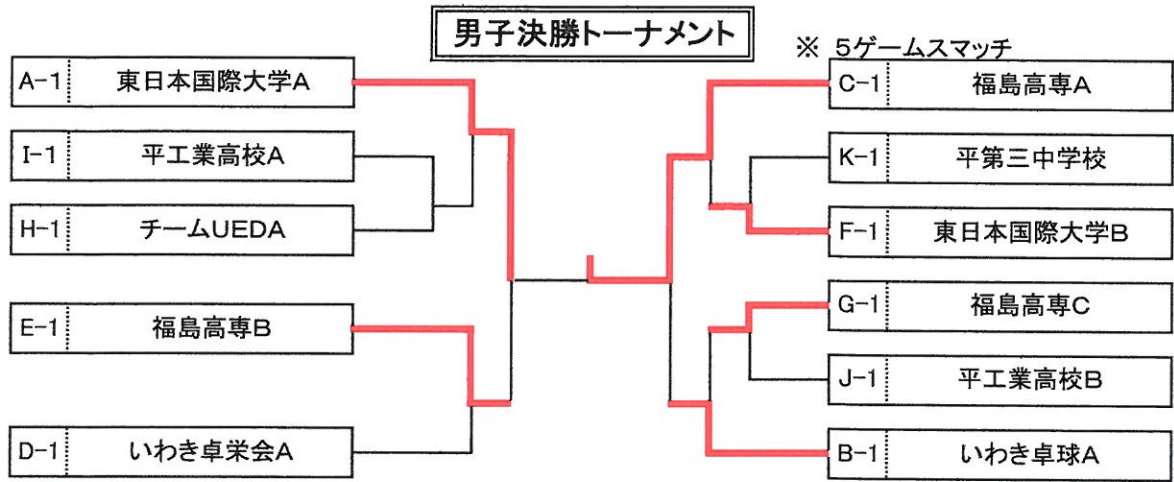 男子決勝トーナメント
※ 5ゲームスマッチ
A-1 東日本国際大学A
I-1 平工業高校A
H-1 チームUEDA
E-1 福島高専B
D-1 いわき卓栄会A
C-1 福島高専A
K-1 平第三中学校
F-1 東日本国際大学B
G-1 福島高専C
J-1 平工業高校B
B-1 いわき卓球A